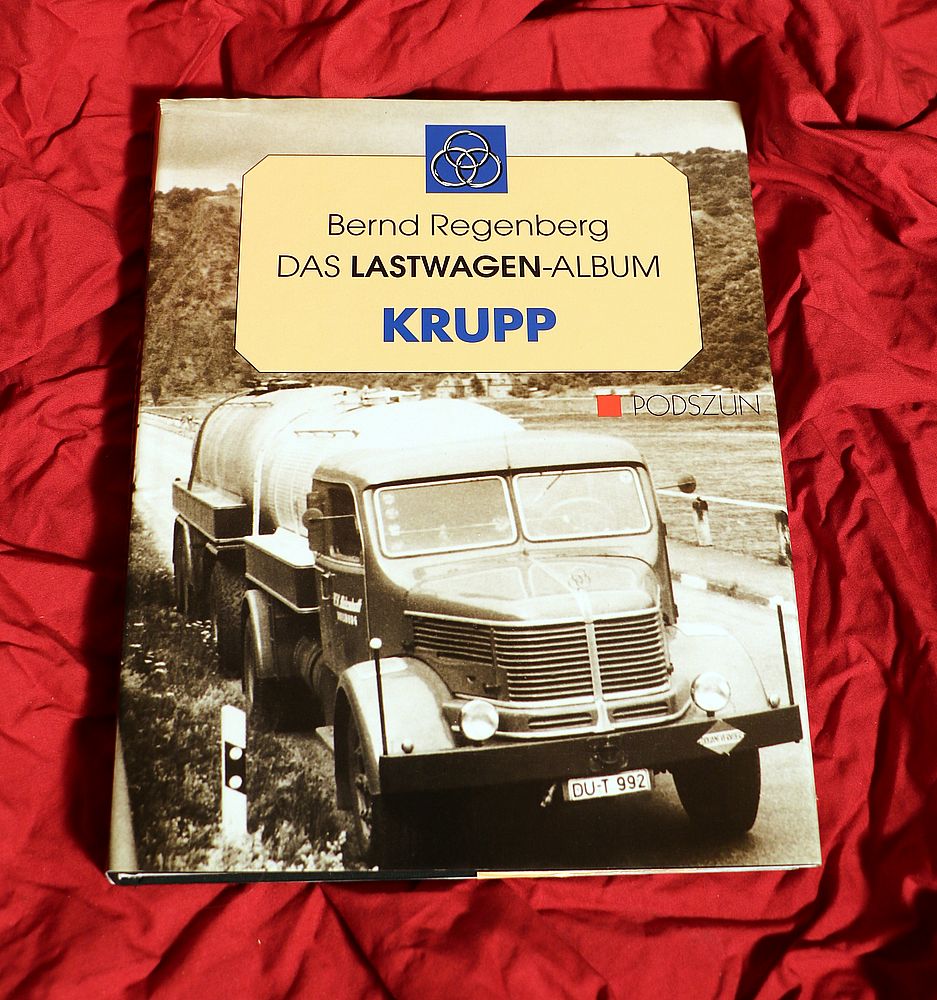 Bernd Regenberg
DAS LASTWAGEN-ALBUM
KRUPP
PODSZUN
DU-T 992